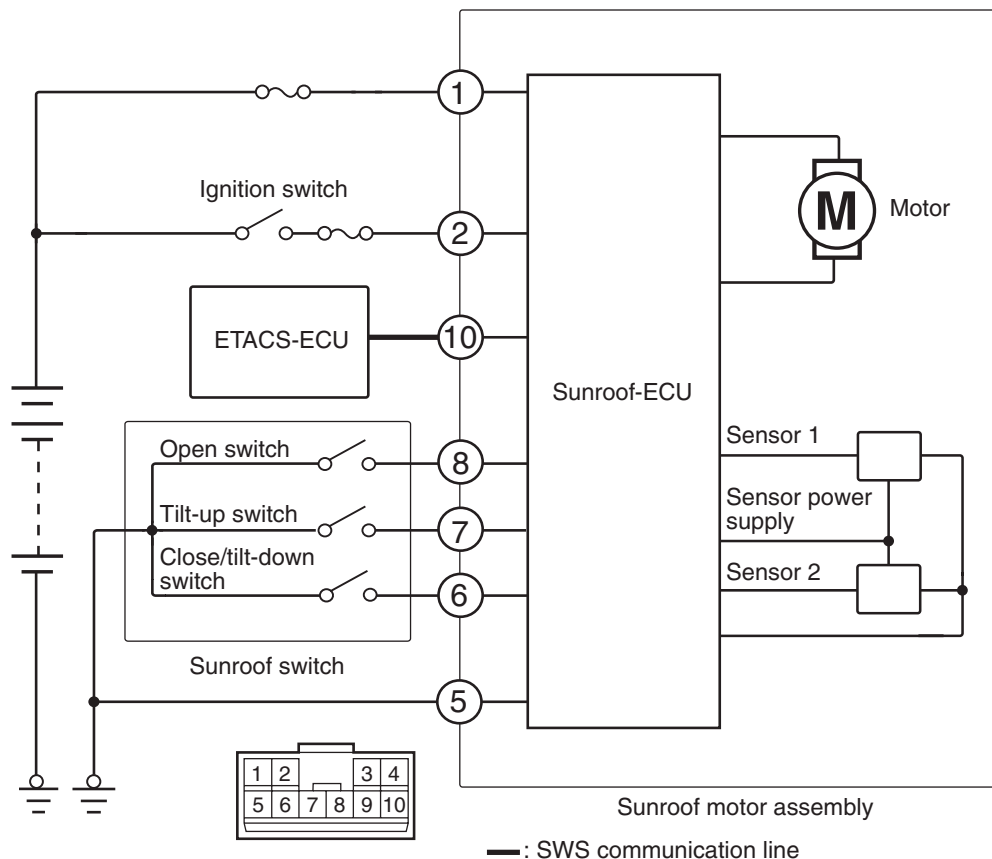 1
Ignition switch
2
M
Motor
ETACS-ECU
10
Sunroof-ECU
Open switch
8
Tilt-up switch
7
Close/tilt-down
switch
6
Sunroof switch
5
Sensor 1
Sensor power
supply
Sensor 2
1 2 3 4
5 6 7 8 9 10
Sunroof motor assembly
: SWS communication line